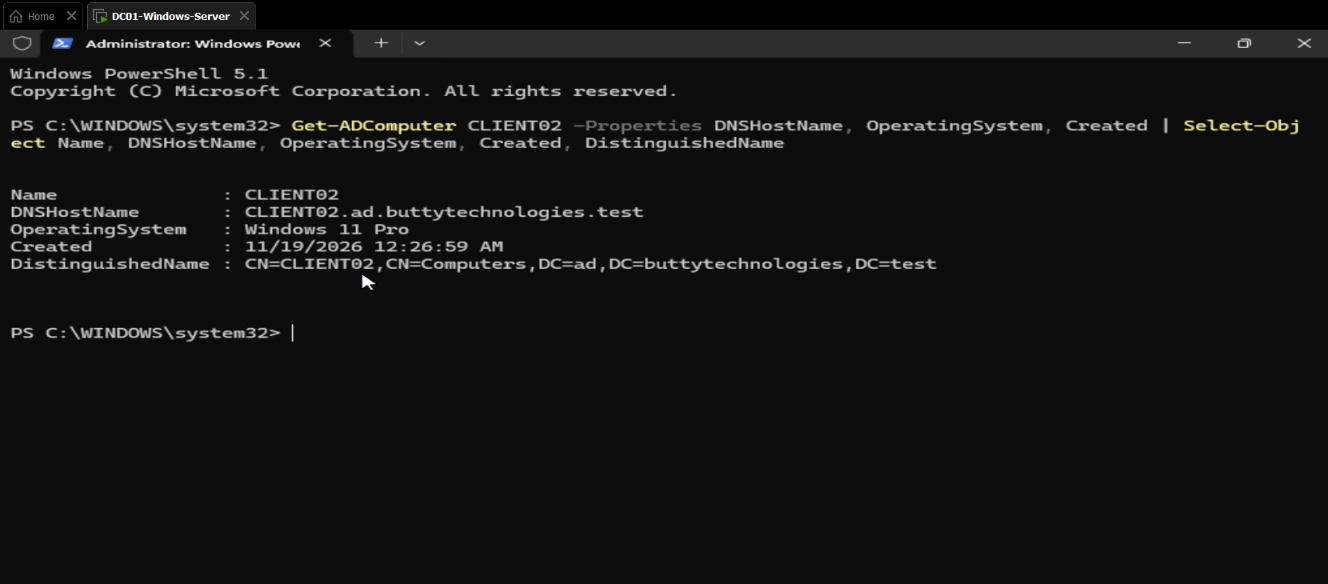 Home
DC01-Windows-Server
Administrator: Windows Powe
Windows PowerShell 5.1
Copyright (C) Microsoft Corporation. All rights reserved.
PS C:\WINDOWS\system32> Get-ADComputer CLIENT02 -Properties DNSHostName, OperatingSystem, Created | Select-Obj
ect Name, DNSHostName, OperatingSystem, Created, DistinguishedName
Name              : CLIENT02
DNSHostName       : CLIENT02.ad.buttytechnologies.test
OperatingSystem   : Windows 11 Pro
Created           : 11/19/2026 12:26:59 AM
DistinguishedName : CN=CLIENT02,CN=Computers,DC=ad,DC=buttytechnologies,DC=test
PS C:\WINDOWS\system32>